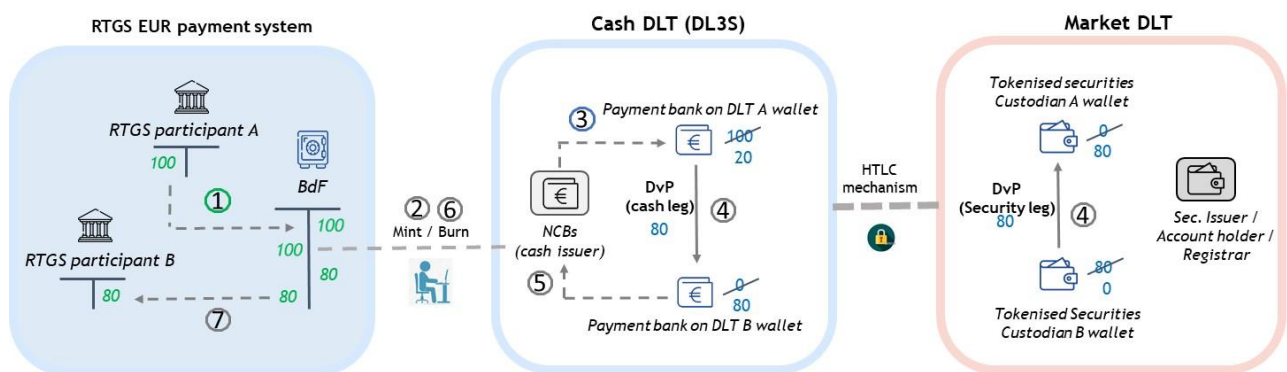 RTGS EUR payment system
RTGS participant A
100
①
BdF
100
100
80
80
RTGS participant B
80
⑦
② ⑥
Mint / Burn
Cash DLT (DL3S)
Payment bank on DLT A wallet
③
€
100
20
€
NCBs
(cash issuer)
DvP
(cash leg)
80
④
⑤
€
0
80
Payment bank on DLT B wallet
HTLC
mechanism
Market DLT
Tokenised securities
Custodian A wallet
0
80
DvP
(Security leg)
80
④
Sec. Issuer /
Account holder /
Registrar
80
0
Tokenised Securities
Custodian B wallet